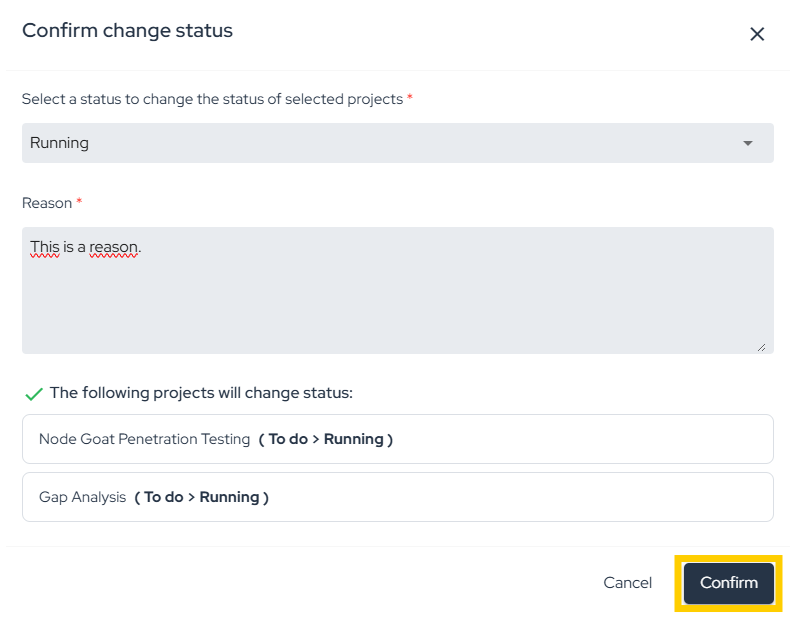 Confirm change status
Select a status to change the status of selected projects *
Running
Reason *
This is a reason.
The following projects will change status:
Node Goat Penetration Testing ( To do > Running )
Gap Analysis ( To do > Running )
Cancel Confirm